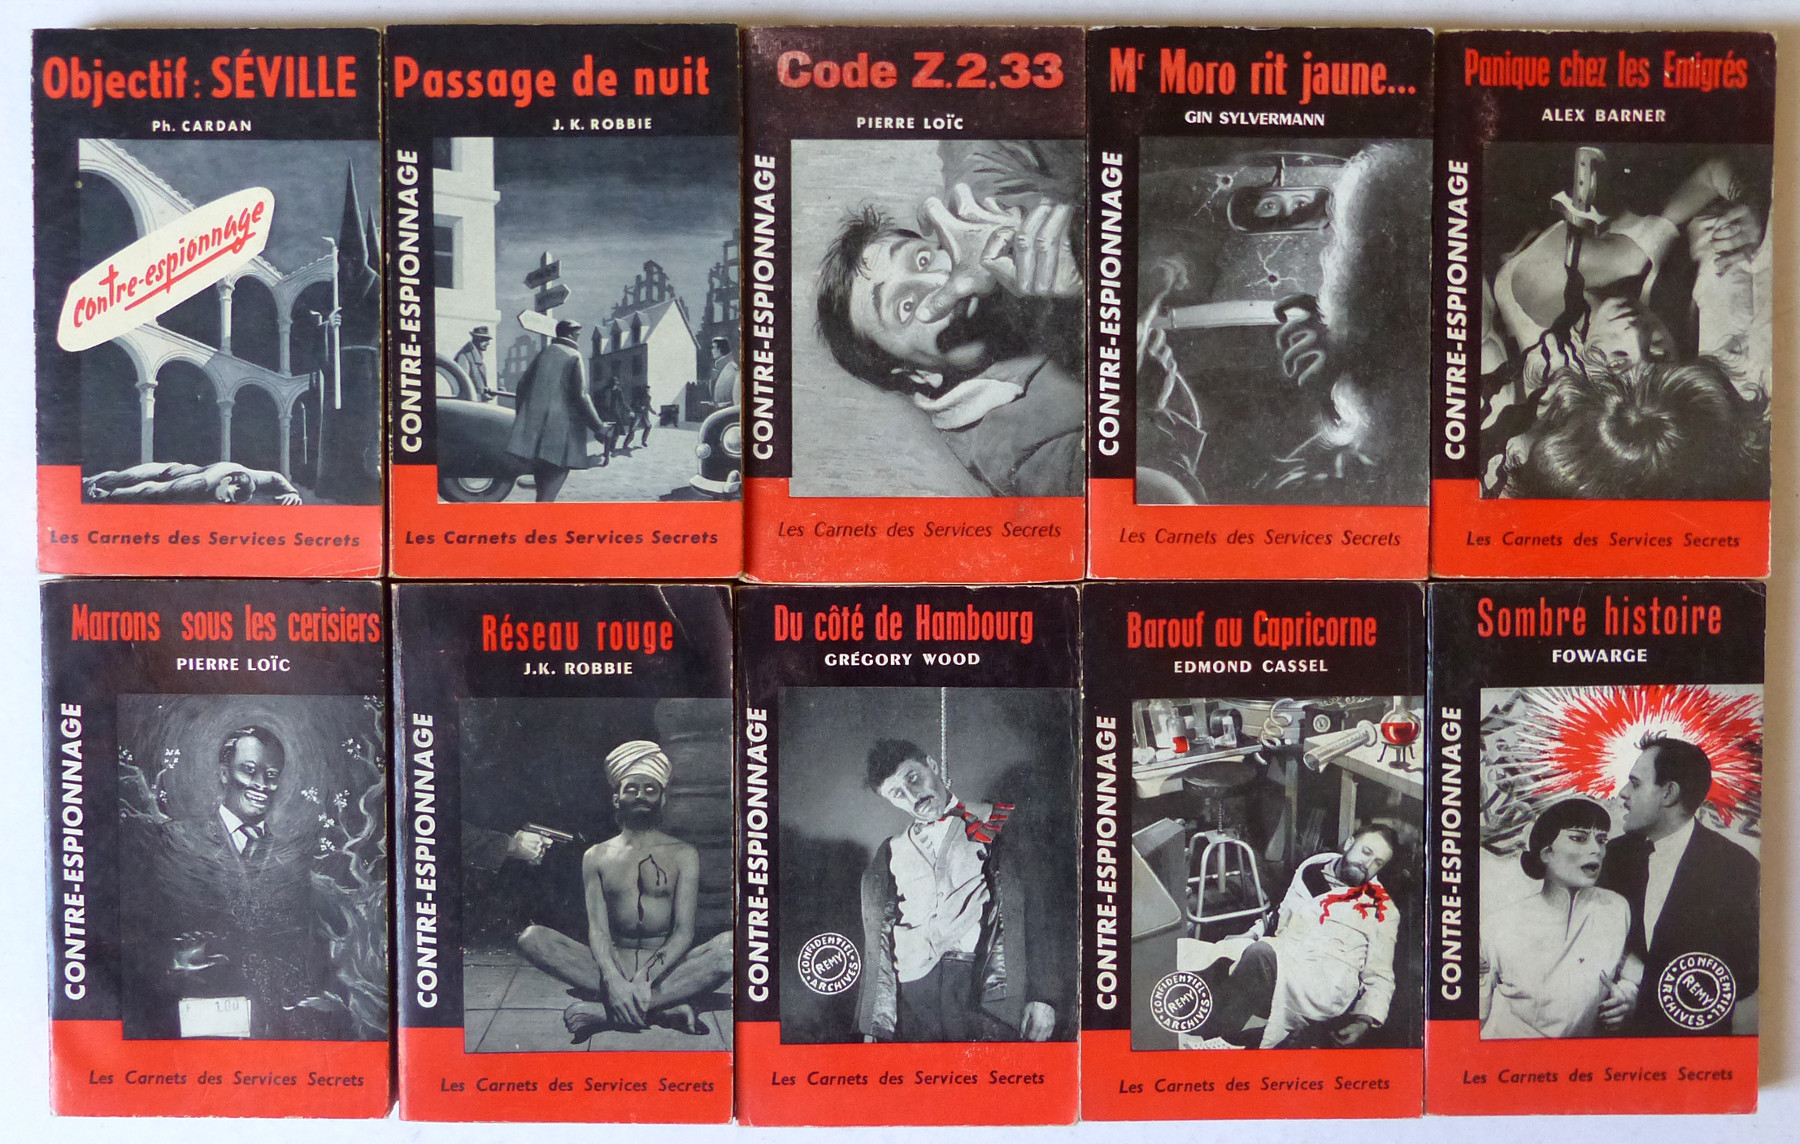 Objectif : SÉVILLE
Ph. CARDAN
contre-espionnage
Les Carnets des Services Secrets
Passage de nuit
J. K. ROBBIE
CONTRE-ESPIONNAGE
Les Carnets des Services Secrets
Code Z.2.33
PIERRE LOÏC
CONTRE-ESPIONNAGE
Les Carnets des Services Secrets
Mr Moro rit jaune...
GIN SYLVERMANN
CONTRE-ESPIONNAGE
Les Carnets des Services Secrets
Panique chez les Emigrés
ALEX BARNER
CONTRE-ESPIONNAGE
Les Carnets des Services Secrets
Marrons sous les cerisiers
PIERRE LOÏC
CONTRE-ESPIONNAGE
Les Carnets des Services Secrets
Réseau rouge
J.K. ROBBIE
CONTRE-ESPIONNAGE
Les Carnets des Services Secrets
Du côté de Hambourg
GRÉGORY WOOD
CONTRE-ESPIONNAGE
CONFIDENTIEL
REMY
ARCHIVES
Les Carnets des Services Secrets
Barouf au Capricorne
EDMOND CASSEL
CONTRE-ESPIONNAGE
CONFIDENTIEL
REMY
ARCHIVES
Les Carnets des Services Secrets
Sombre histoire
FOWARGE
CONTRE-ESPIONNAGE
CONFIDENTIEL
REMY
ARCHIVES
Les Carnets des Services Secrets